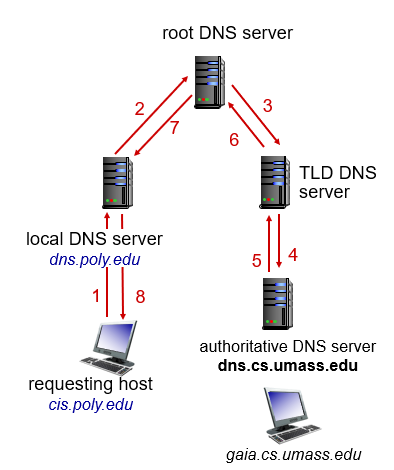 root DNS server
2
3
7
6
TLD DNS
server
local DNS server
dns.poly.edu
5
4
1
8
authoritative DNS server
dns.cs.umass.edu
requesting host
cis.poly.edu
gaia.cs.umass.edu